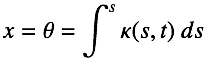 x = θ = ∫^s κ(s, t) ds